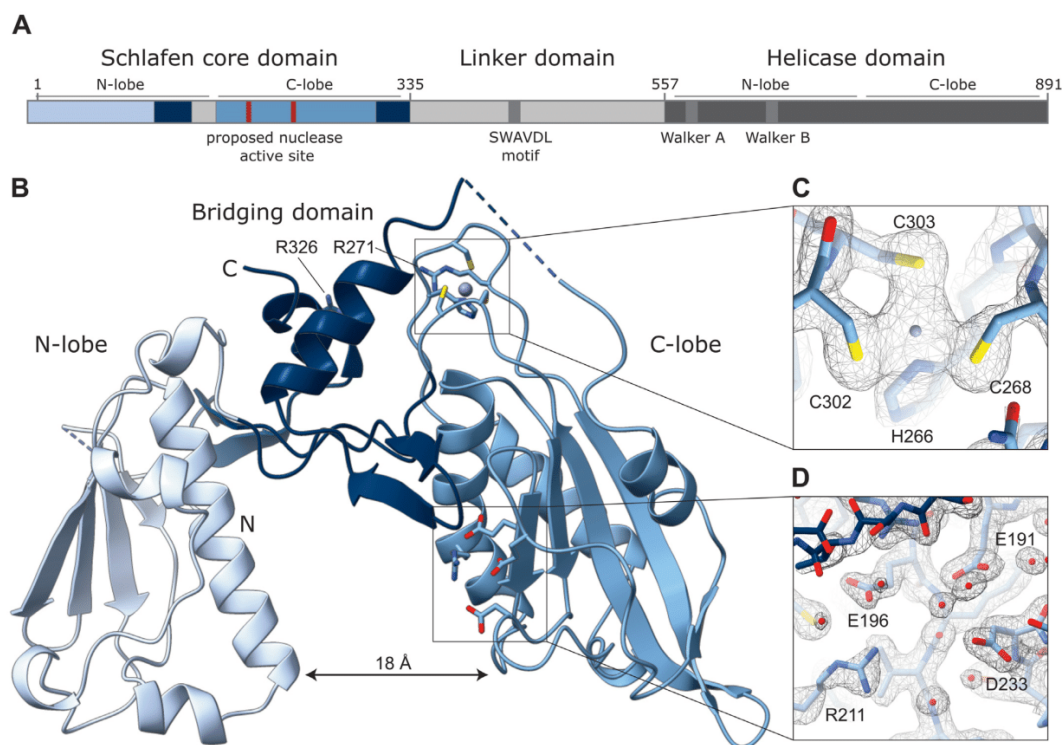 A
Schlafen core domain Linker domain Helicase domain
1 N-lobe C-lobe 335 557 N-lobe C-lobe 891
proposed nuclease
active site
SWAVDL
motif
Walker A Walker B
B
Bridging domain
R326 R271
C
N-lobe
C-lobe
N
18 Å
C
C303
C302
C268
H266
D
E191
E196
D233
R211